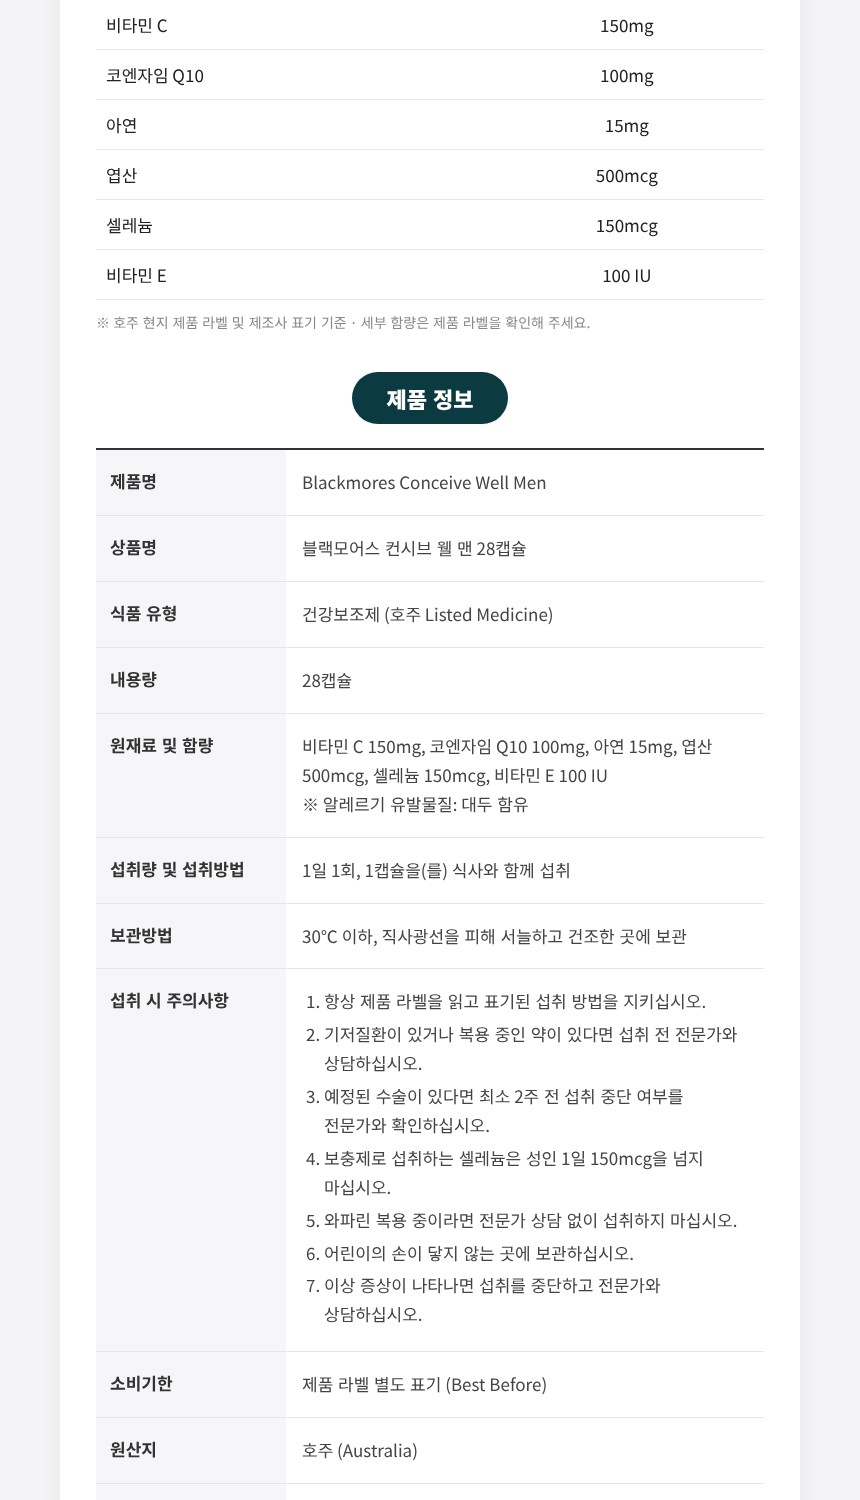 비타민 C 150mg
코엔자임 Q10 100mg
아연 15mg
엽산 500mcg
셀레늄 150mcg
비타민 E 100 IU
※ 호주 현지 제품 라벨 및 제조사 표기 기준 · 세부 함량은 제품 라벨을 확인해 주세요.
제품 정보
제품명 Blackmores Conceive Well Men
상품명 블랙모어스 컨시브 웰 맨 28캡슐
식품 유형 건강보조제 (호주 Listed Medicine)
내용량 28캡슐
원재료 및 함량 비타민 C 150mg, 코엔자임 Q10 100mg, 아연 15mg, 엽산
500mcg, 셀레늄 150mcg, 비타민 E 100 IU
※ 알레르기 유발물질: 대두 함유
섭취량 및 섭취방법 1일 1회, 1캡슐을(를) 식사와 함께 섭취
보관방법 30°C 이하, 직사광선을 피해 서늘하고 건조한 곳에 보관
섭취 시 주의사항 1. 항상 제품 라벨을 읽고 표기된 섭취 방법을 지키십시오.
2. 기저질환이 있거나 복용 중인 약이 있다면 섭취 전 전문가와
상담하십시오.
3. 예정된 수술이 있다면 최소 2주 전 섭취 중단 여부를
전문가와 확인하십시오.
4. 보충제로 섭취하는 셀레늄은 성인 1일 150mcg을 넘지
마십시오.
5. 와파린 복용 중이라면 전문가 상담 없이 섭취하지 마십시오.
6. 어린이의 손이 닿지 않는 곳에 보관하십시오.
7. 이상 증상이 나타나면 섭취를 중단하고 전문가와
상담하십시오.
소비기한 제품 라벨 별도 표기 (Best Before)
원산지 호주 (Australia)